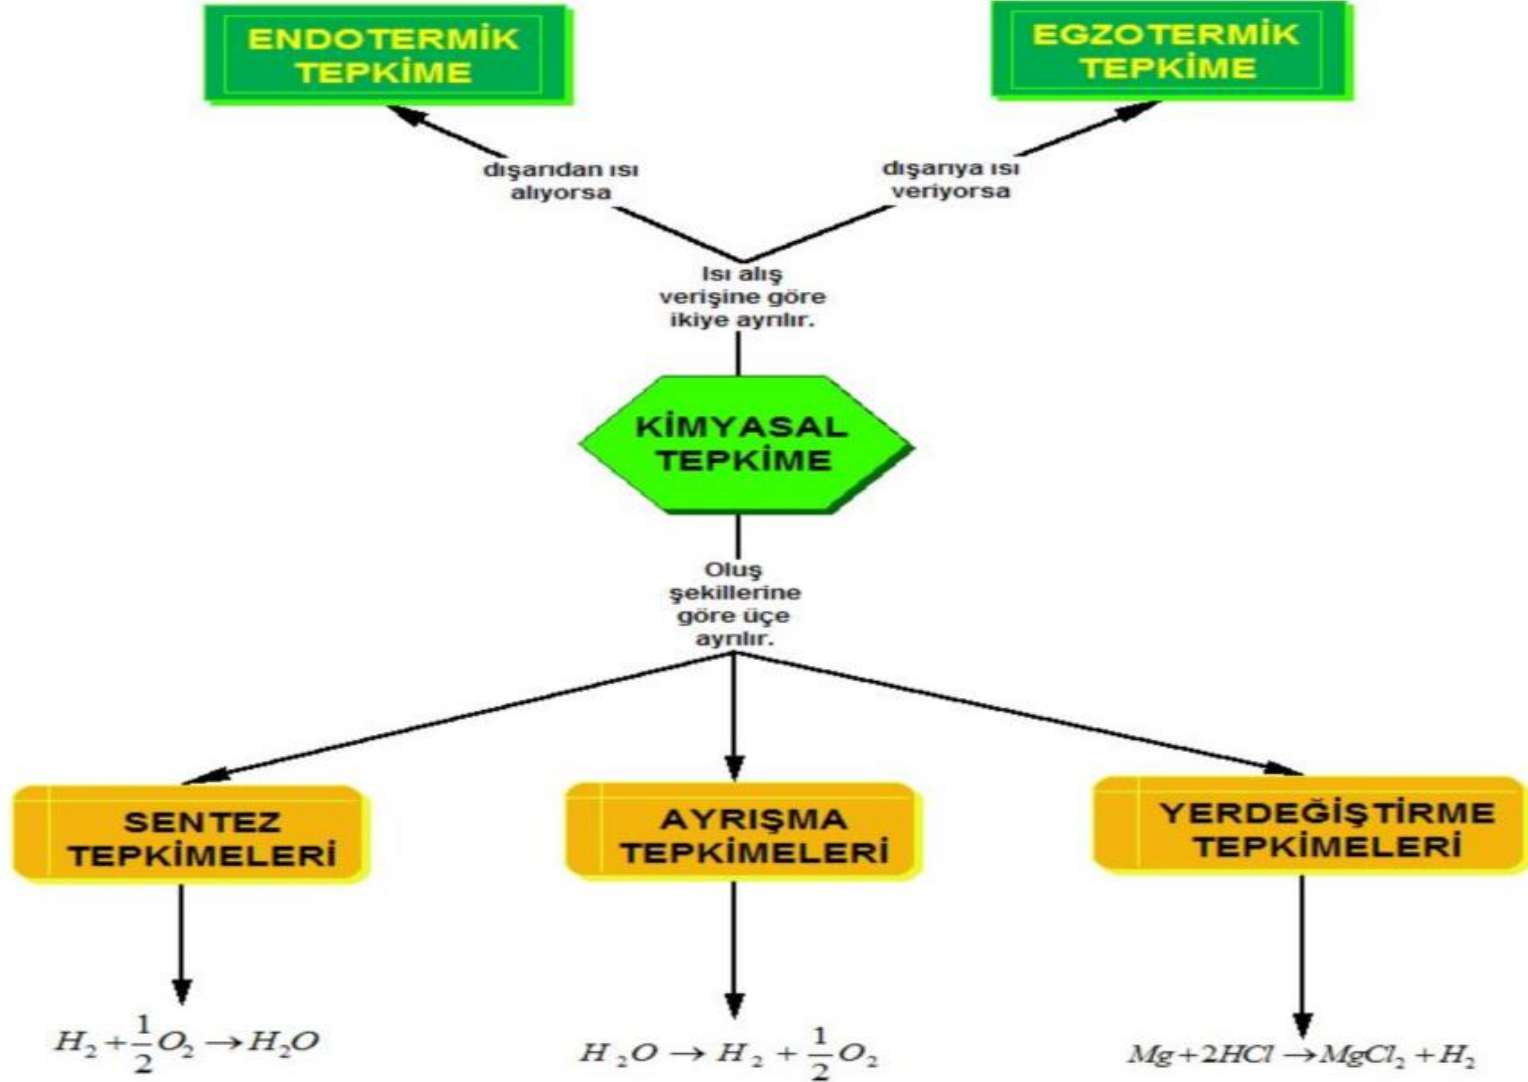 ENDOTERMİK
TEPKİME
EGZOTERMİK
TEPKİME
dışarıdan ısı
alıyorsa
dışarıya ısı
veriyorsa
Isı alış
verişine göre
ikiye ayrılır.
KİMYASAL
TEPKİME
Oluş
şekillerine
göre üçe
ayrılır.
SENTEZ
TEPKİMELERİ
AYRIŞMA
TEPKİMELERİ
YERDEĞİŞTİRME
TEPKİMELERİ
H₂ + 1/2 O₂ → H₂O
H₂O → H₂ + 1/2 O₂
Mg + 2HCl → MgCl₂ + H₂